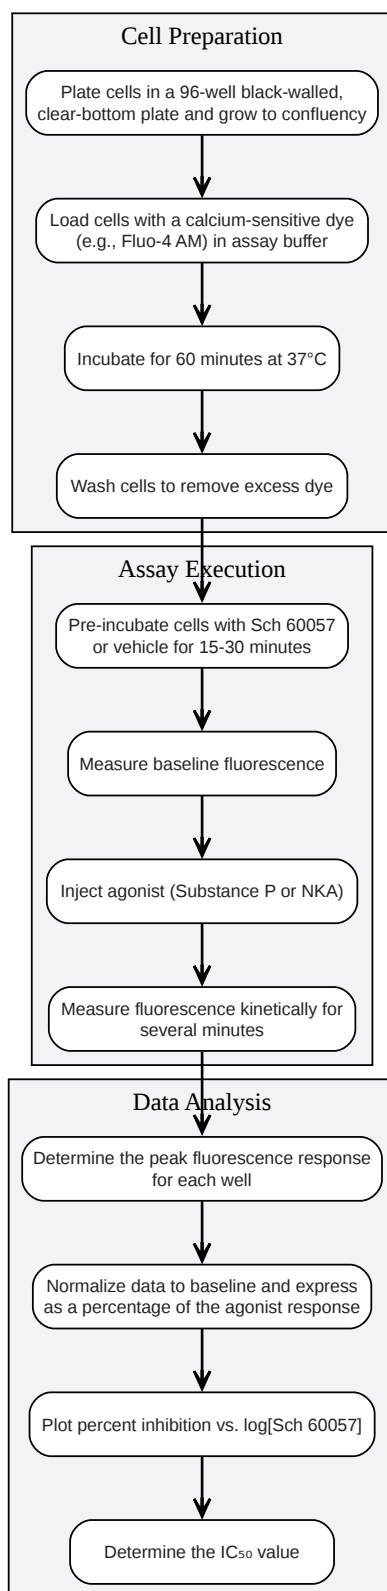 Cell Preparation
Plate cells in a 96-well black-walled,
clear-bottom plate and grow to confluency
Load cells with a calcium-sensitive dye
(e.g., Fluo-4 AM) in assay buffer
Incubate for 60 minutes at 37°C
Wash cells to remove excess dye
Assay Execution
Pre-incubate cells with Sch 60057
or vehicle for 15-30 minutes
Measure baseline fluorescence
Inject agonist (Substance P or NKA)
Measure fluorescence kinetically for
several minutes
Data Analysis
Determine the peak fluorescence response
for each well
Normalize data to baseline and express
as a percentage of the agonist response
Plot percent inhibition vs. log[Sch 60057]
Determine the IC₅₀ value